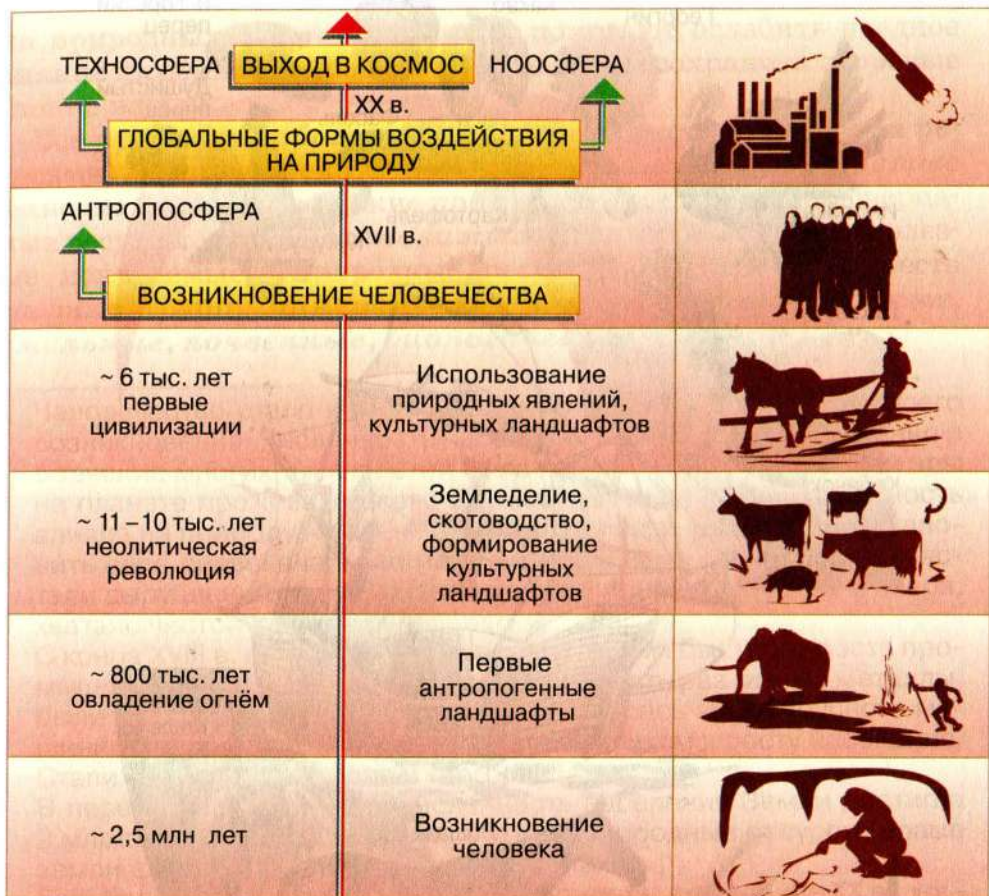 ТЕХНОСФЕРА
ВЫХОД В КОСМОС
НООСФЕРА
XX в.
ГЛОБАЛЬНЫЕ ФОРМЫ ВОЗДЕЙСТВИЯ
НА ПРИРОДУ
АНТРОПОСФЕРА
XVII в.
ВОЗНИКНОВЕНИЕ ЧЕЛОВЕЧЕСТВА
~ 6 тыс. лет
первые
цивилизации
Использование
природных явлений,
культурных ландшафтов
~ 11–10 тыс. лет
неолитическая
революция
Земледелие,
скотоводство,
формирование
культурных
ландшафтов
~ 800 тыс. лет
овладение огнём
Первые
антропогенные
ландшафты
~ 2,5 млн лет
Возникновение
человека